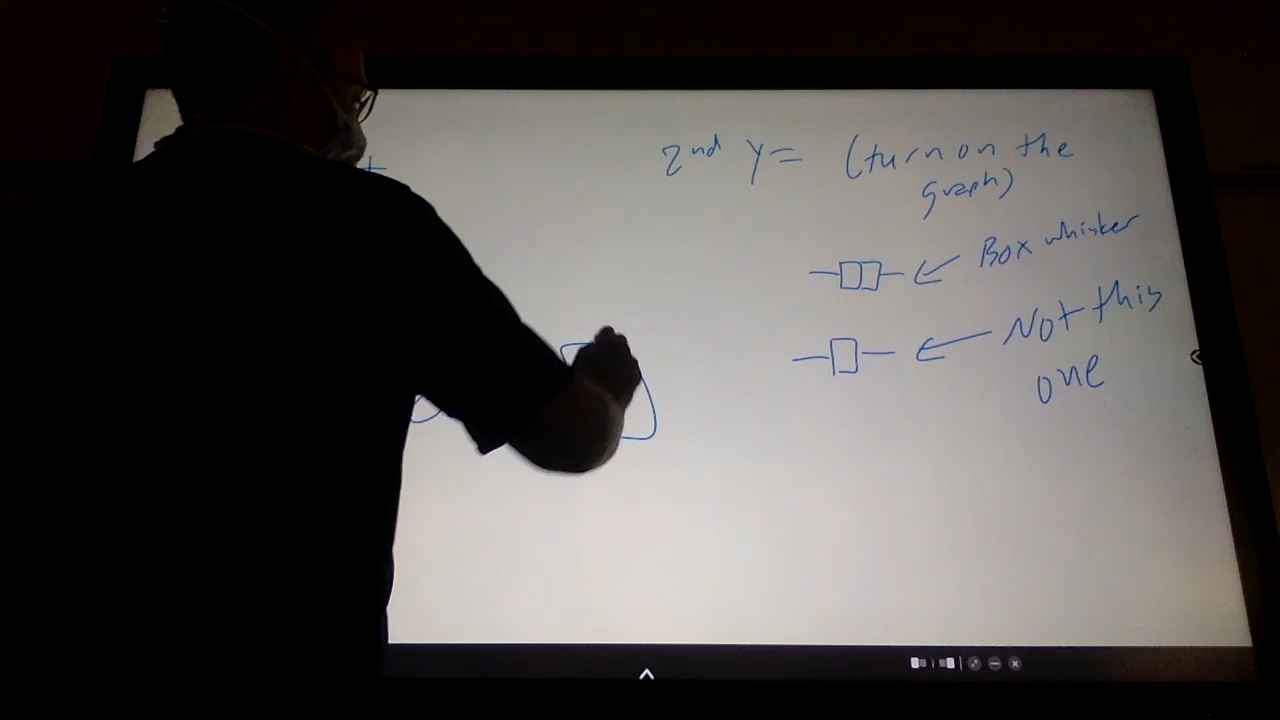 2nd y= (turn on the
graph)
Box whisker
Not this
one